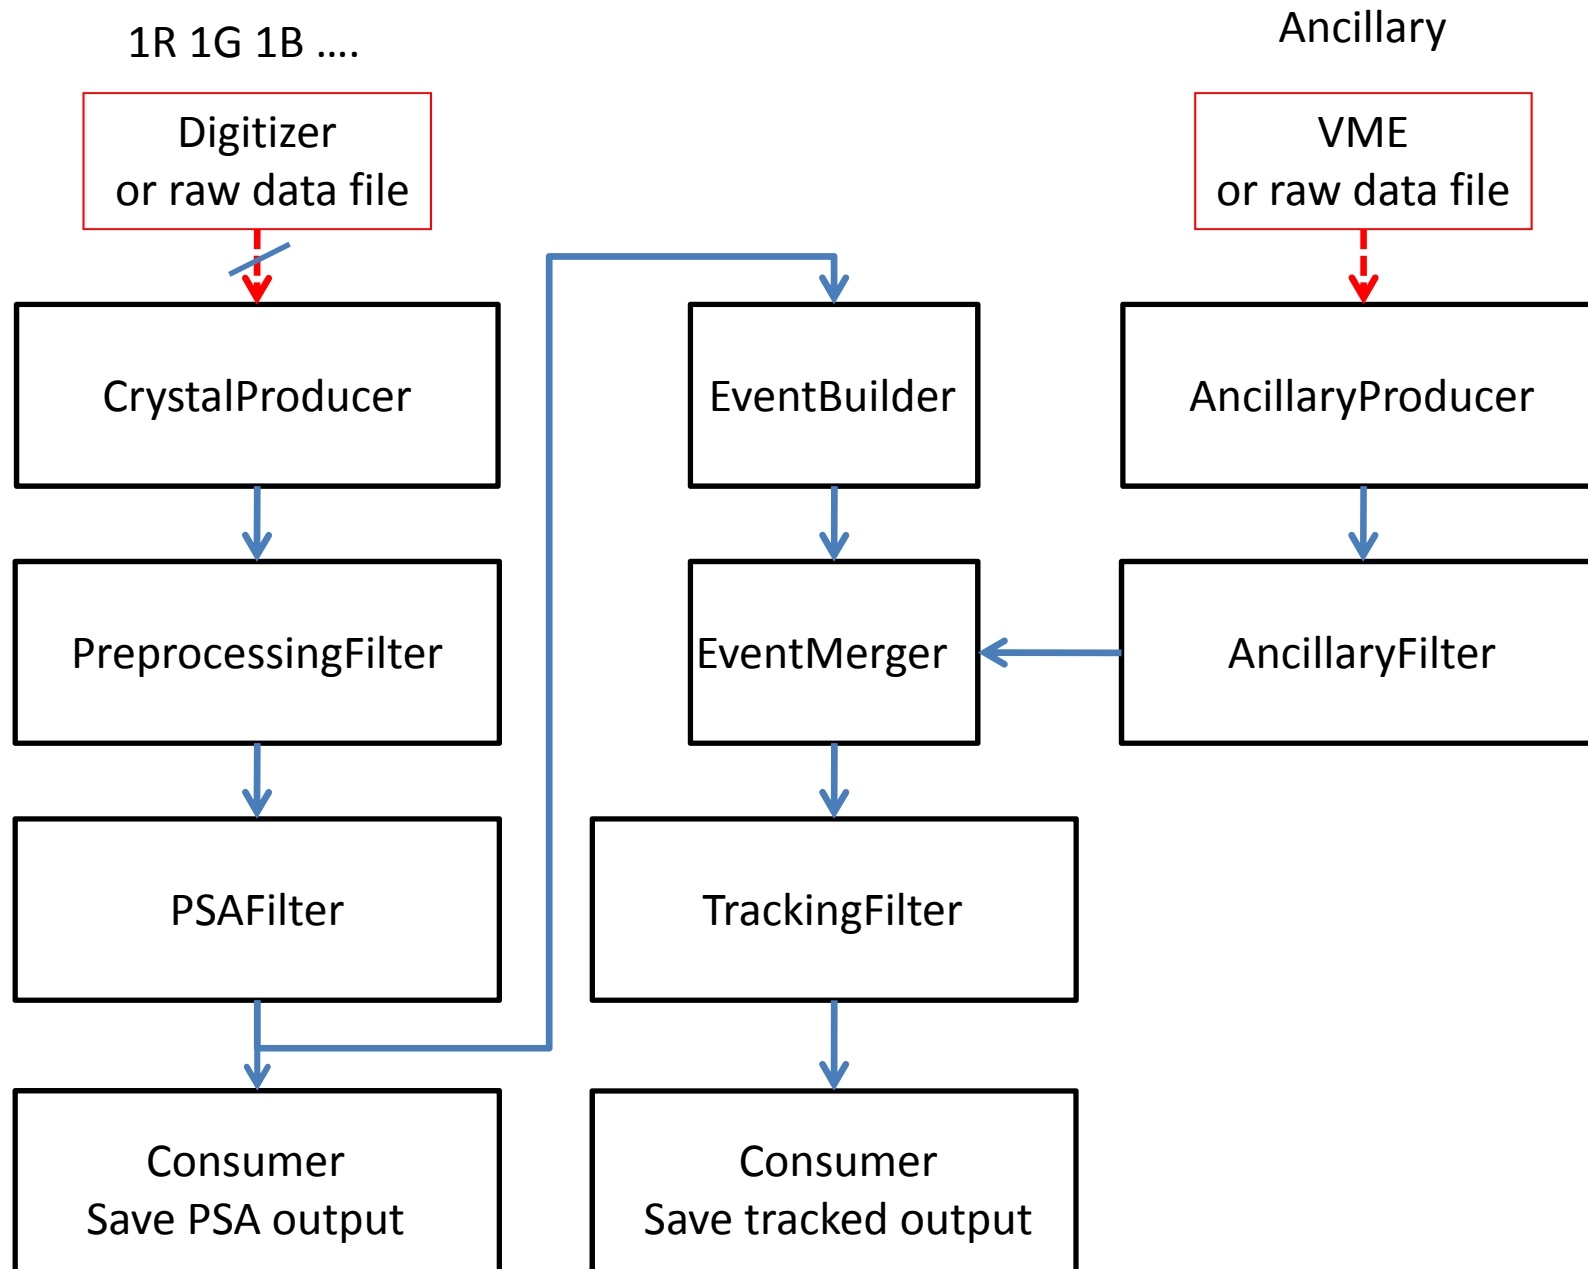 1R 1G 1B ....
Digitizer
or raw data file
CrystalProducer
PreprocessingFilter
PSAFilter
Consumer
Save PSA output
EventBuilder
EventMerger
TrackingFilter
Consumer
Save tracked output
Ancillary
VME
or raw data file
AncillaryProducer
AncillaryFilter